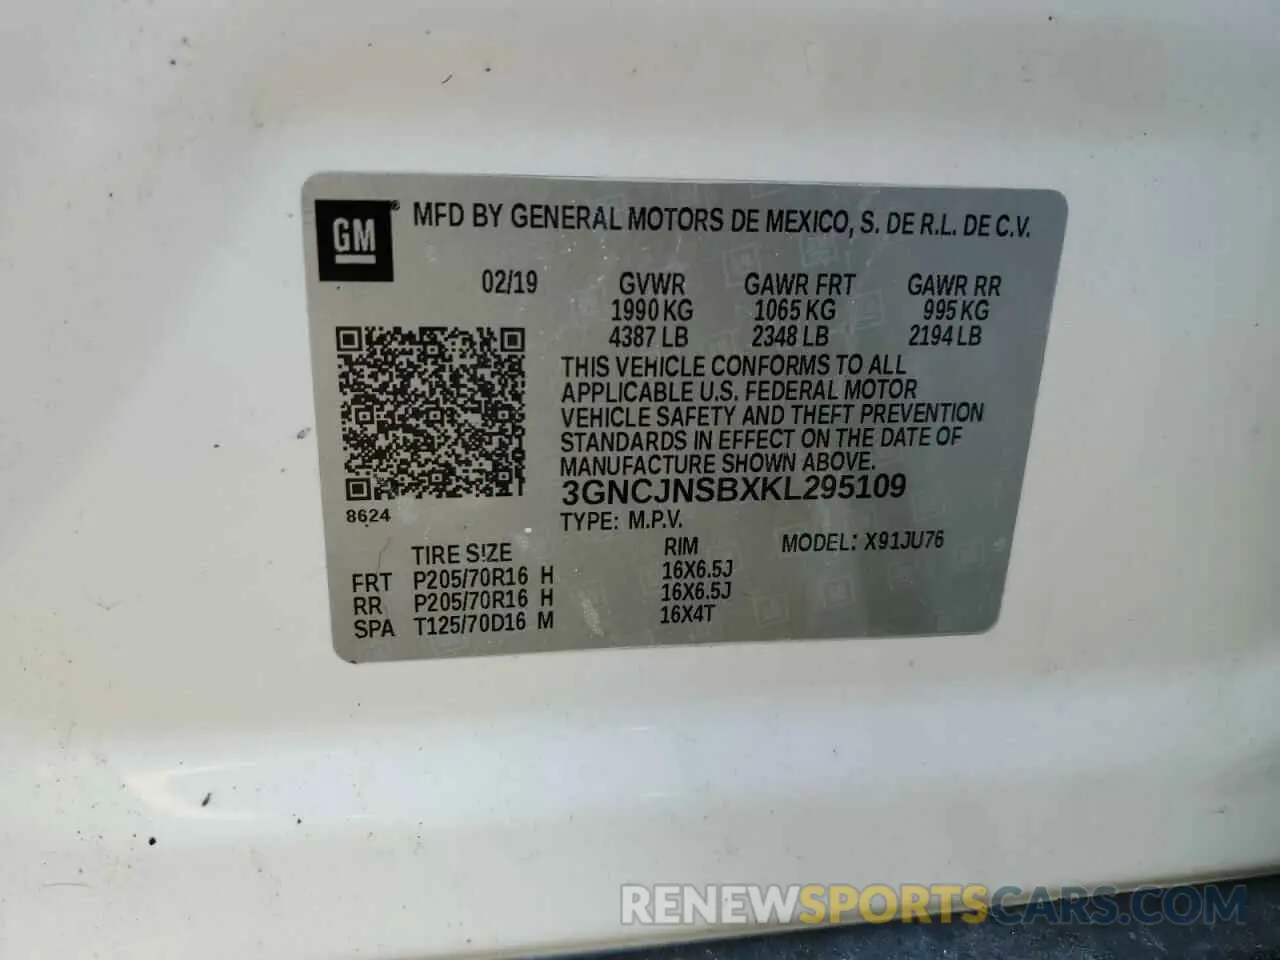 GM® MFD BY GENERAL MOTORS DE MEXICO, S. DE R.L. DE C.V.
02/19 GVWR GAWR FRT GAWR RR
1990 KG 1065 KG 995 KG
4387 LB 2348 LB 2194 LB
THIS VEHICLE CONFORMS TO ALL
APPLICABLE U.S. FEDERAL MOTOR
VEHICLE SAFETY AND THEFT PREVENTION
STANDARDS IN EFFECT ON THE DATE OF
MANUFACTURE SHOWN ABOVE.
3GNCJNSBXKL295109
8624
TYPE: M.P.V.
TIRE SIZE RIM MODEL: X91JU76
FRT P205/70R16 H 16X6.5J
RR P205/70R16 H 16X6.5J
SPA T125/70D16 M 16X4T
RENEWSPORTSCARS.COM